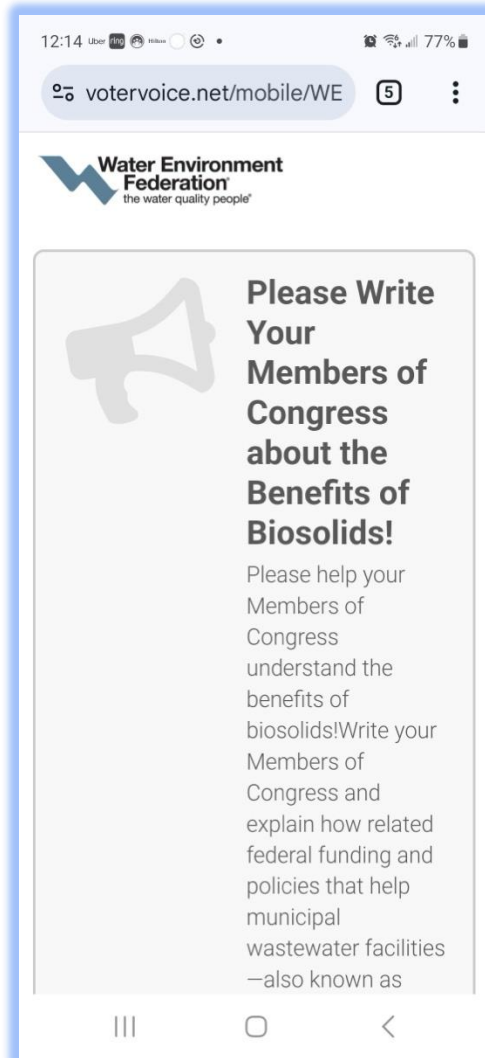 12:14 Uber ring
77%
votervoice.net/mobile/WE
5
Water Environment
Federation®
the water quality people®
Please Write
Your
Members of
Congress
about the
Benefits of
Biosolids!
Please help your
Members of
Congress
understand the
benefits of
biosolids!Write your
Members of
Congress and
explain how related
federal funding and
policies that help
municipal
wastewater facilities
—also known as